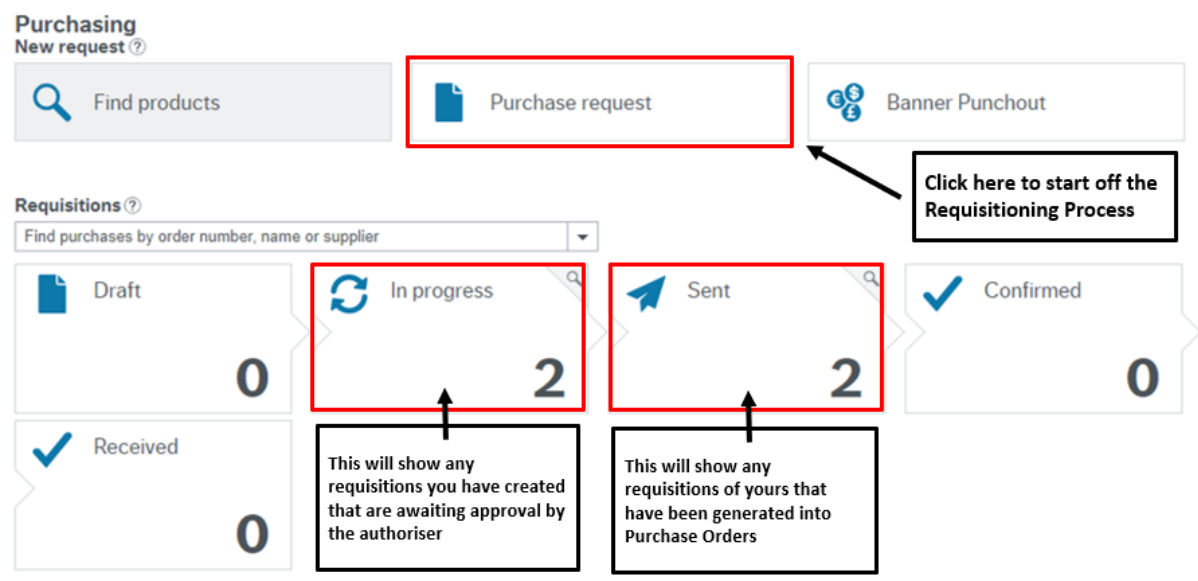 Purchasing
New request ?
Find products
Purchase request
Banner Punchout
Click here to start off the
Requisitioning Process
Requisitions ?
Find purchases by order number, name or supplier
Draft
0
In progress
2
Sent
2
Confirmed
0
Received
0
This will show any
requisitions you have created
that are awaiting approval by
the authoriser
This will show any
requisitions of yours that
have been generated into
Purchase Orders